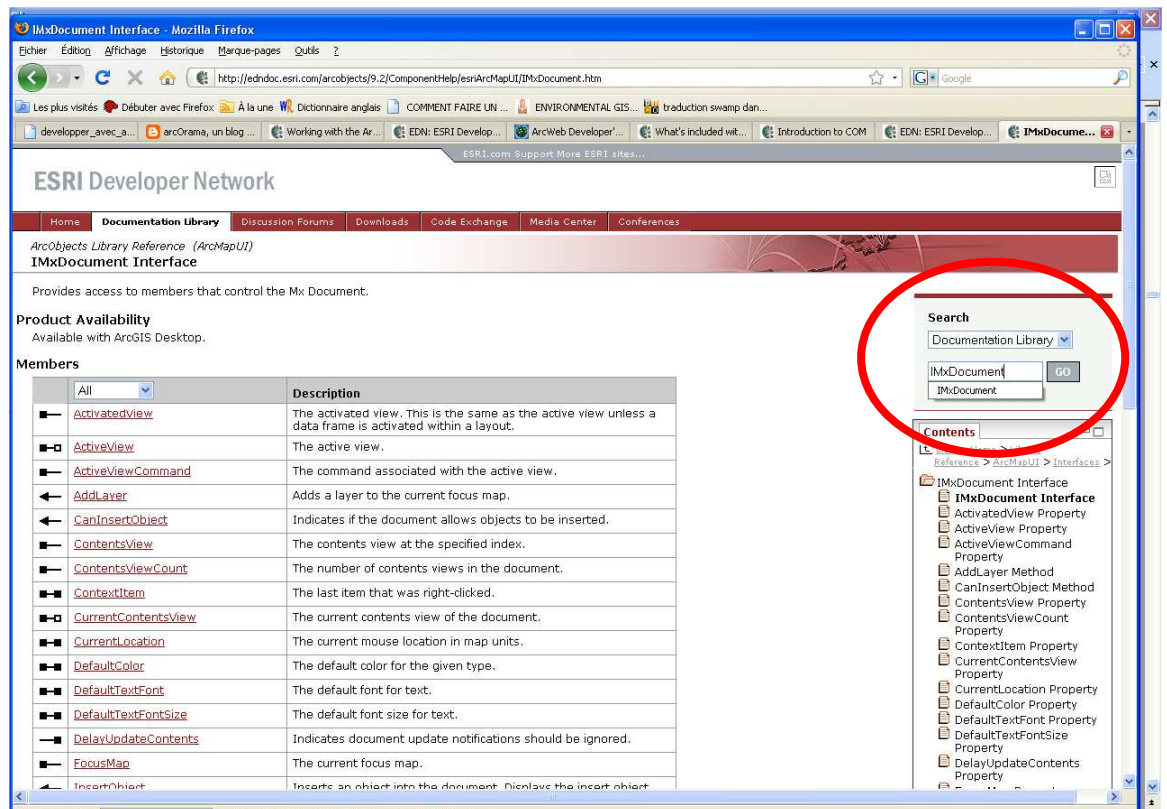 IMxDocument Interface - Mozilla Firefox
Eichier Édition Affichage Historique Marque-pages Outils ?
http://edndoc.esri.com/arcobjects/9.2/ComponentHelp/esriArcMapUI/IMxDocument.htm
G Google
Les plus visités Débuter avec Firefox À la une Dictionnaire anglais COMMENT FAIRE UN ... ENVIRONMENTAL GIS... traduction swamp dan...
developper_avec_a... arcOrama, un blog ... Working with the Ar... EDN: ESRI Develop... ArcWeb Developer'... What's included wit... Introduction to COM EDN: ESRI Develop... IMxDocume...
ESRI.com Support More ESRI sites...
ESRI Developer Network
Home Documentation Library Discussion Forums Downloads Code Exchange Media Center Conferences
ArcObjects Library Reference (ArcMapUI)
IMxDocument Interface
Provides access to members that control the Mx Document.
Product Availability
Available with ArcGIS Desktop.
Members
All Description
ActivatedView The activated view. This is the same as the active view unless a
data frame is activated within a layout.
ActiveView The active view.
ActiveViewCommand The command associated with the active view.
AddLayer Adds a layer to the current focus map.
CanInsertObject Indicates if the document allows objects to be inserted.
ContentsView The contents view at the specified index.
ContentsViewCount The number of contents views in the document.
ContextItem The last item that was right-clicked.
CurrentContentsView The current contents view of the document.
CurrentLocation The current mouse location in map units.
DefaultColor The default color for the given type.
DefaultTextFont The default font for text.
DefaultTextFontSize The default font size for text.
DelayUpdateContents Indicates document update notifications should be ignored.
FocusMap The current focus map.
InsertObject Inserts an object into the document. Displays the insert object
Search
Documentation Library
IMxDocument GO
IMxDocument
Contents
Reference > ArcMapUI > Interfaces >
IMxDocument Interface
IMxDocument Interface
ActivatedView Property
ActiveView Property
ActiveViewCommand
Property
AddLayer Method
CanInsertObject Method
ContentsView Property
ContentsViewCount
Property
ContextItem Property
CurrentContentsView
Property
CurrentLocation Property
DefaultColor Property
DefaultTextFont Property
DefaultTextFontSize
Property
DelayUpdateContents
Property